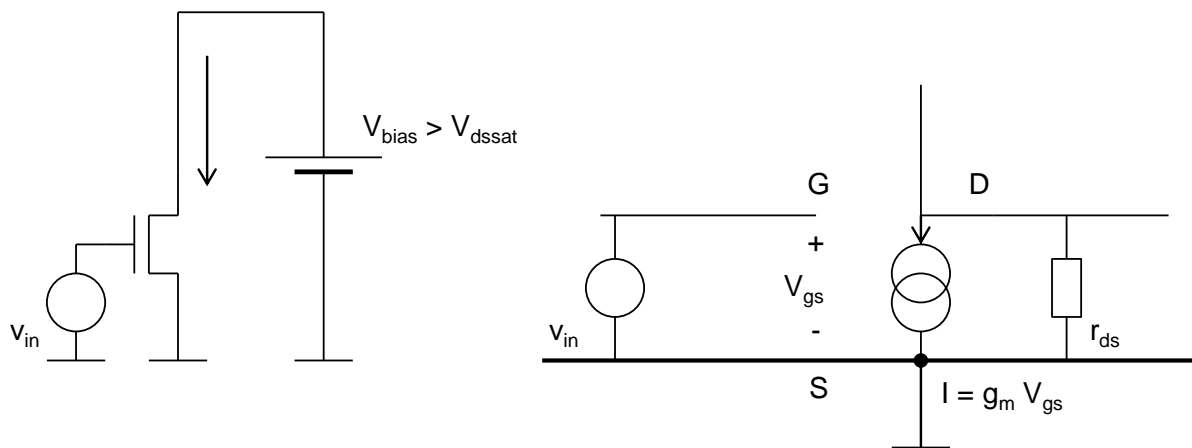 V_bias > V_dssat
v_in
G
D
+
V_gs
-
v_in
r_ds
S
I = g_m V_gs